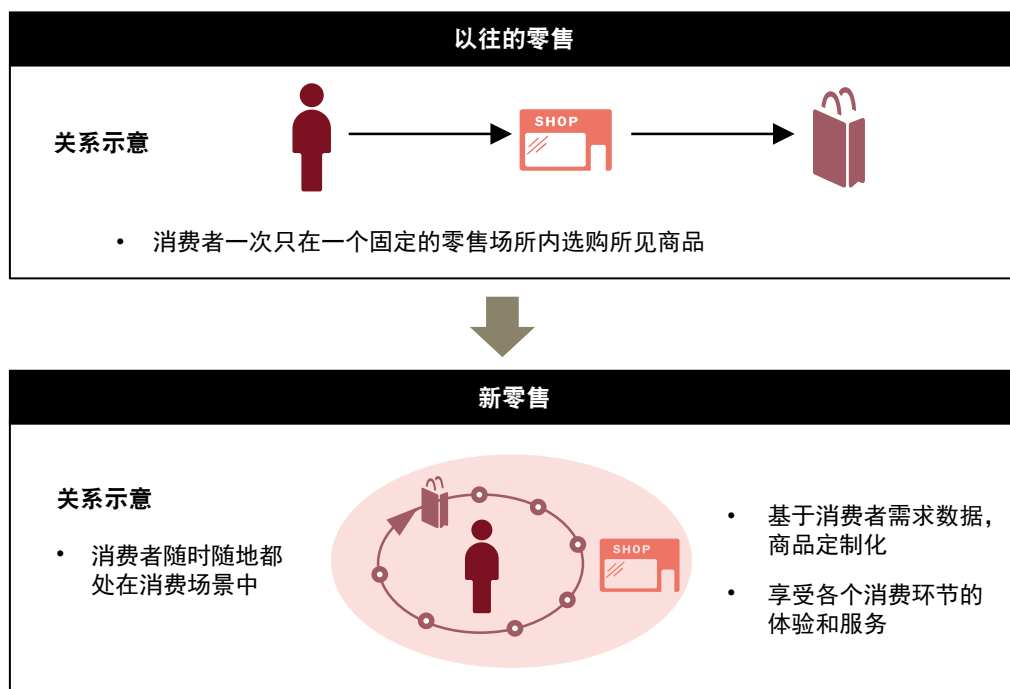 以往的零售
关系示意
SHOP
• 消费者一次只在一个固定的零售场所内选购所见商品
新零售
关系示意
• 消费者随时随地都
处在消费场景中
SHOP
• 基于消费者需求数据，
商品定制化
• 享受各个消费环节的
体验和服务